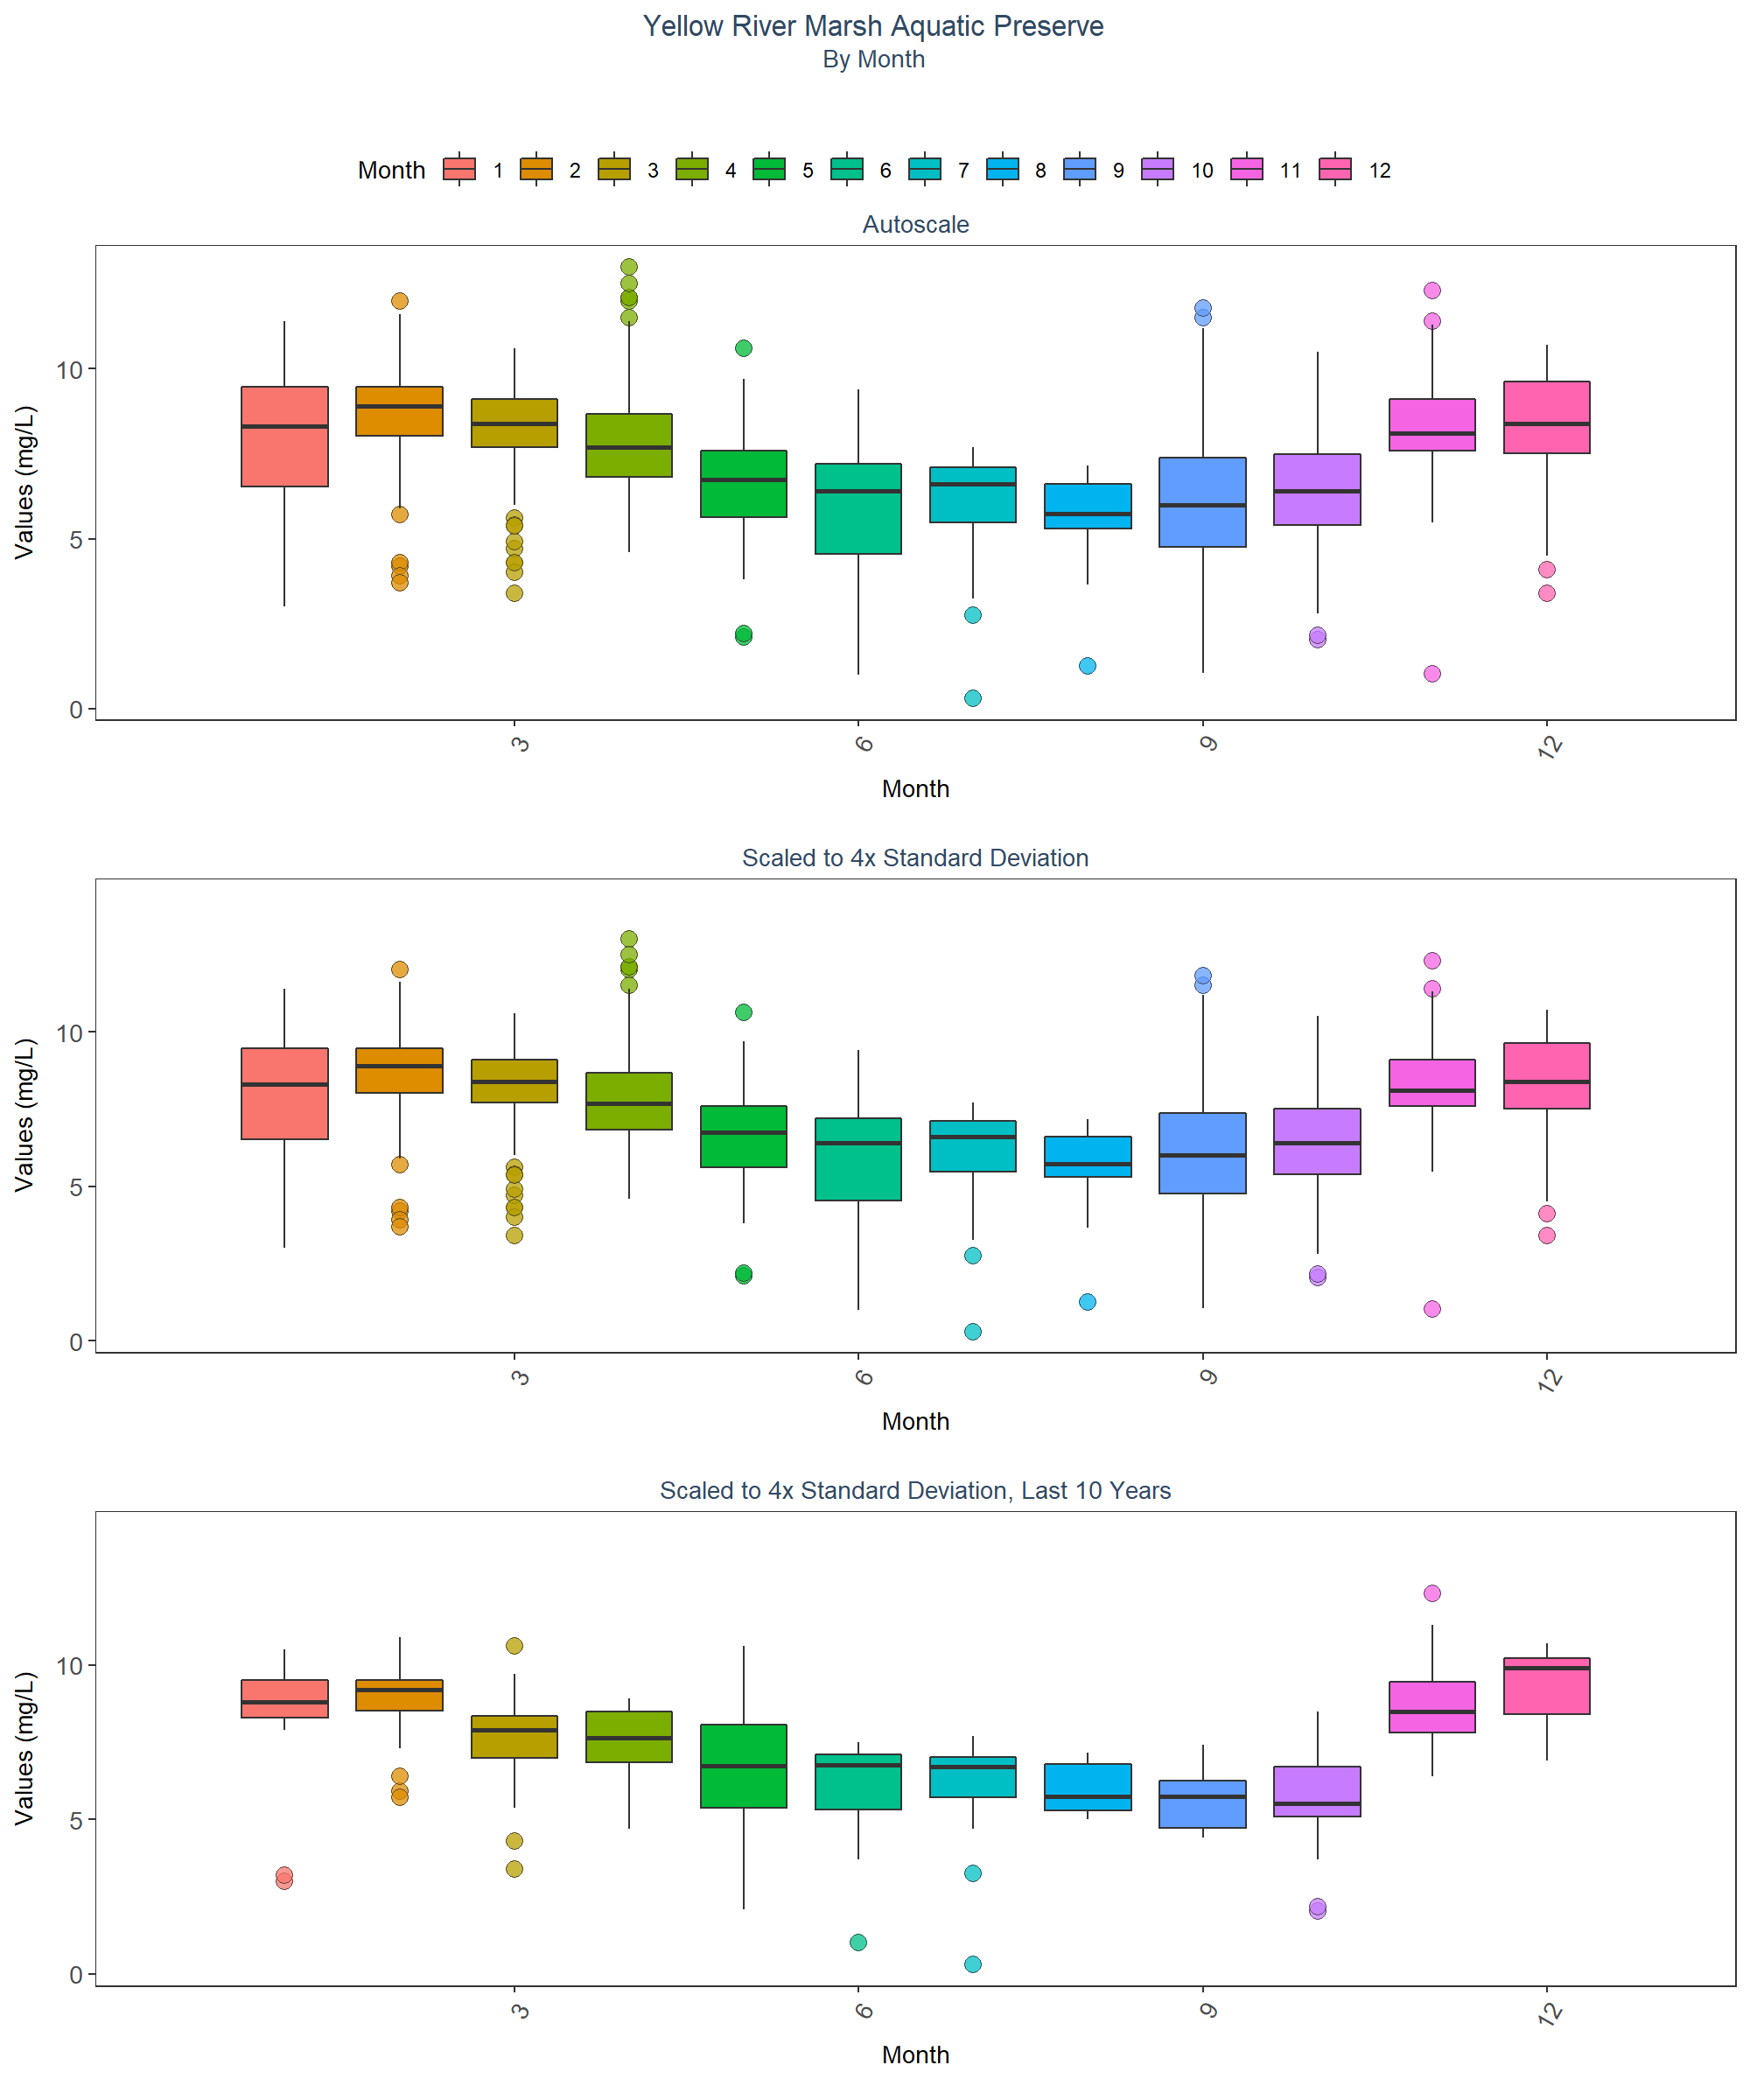 Yellow River Marsh Aquatic Preserve
By Month
Month 1 2 3 4 5 6 7 8 9 10 11 12
Autoscale
Values (mg/L)
10
5
0
3 6 9 12
Month
Scaled to 4x Standard Deviation
Values (mg/L)
10
5
0
3 6 9 12
Month
Scaled to 4x Standard Deviation, Last 10 Years
Values (mg/L)
10
5
0
3 6 9 12
Month